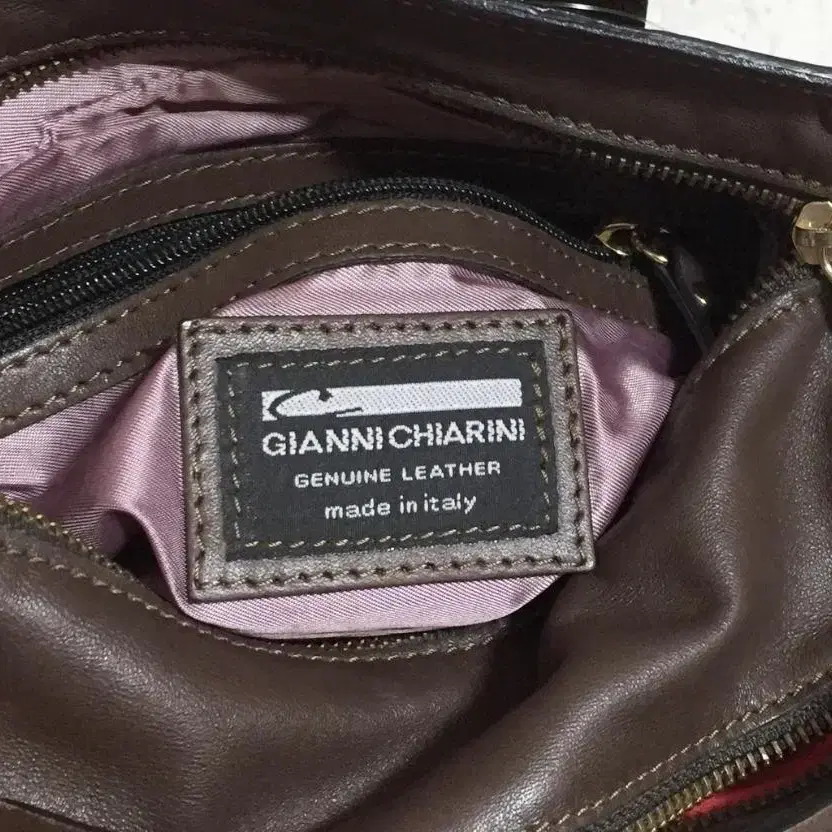 GIANNI CHIARINI
GENUINE LEATHER
made in italy